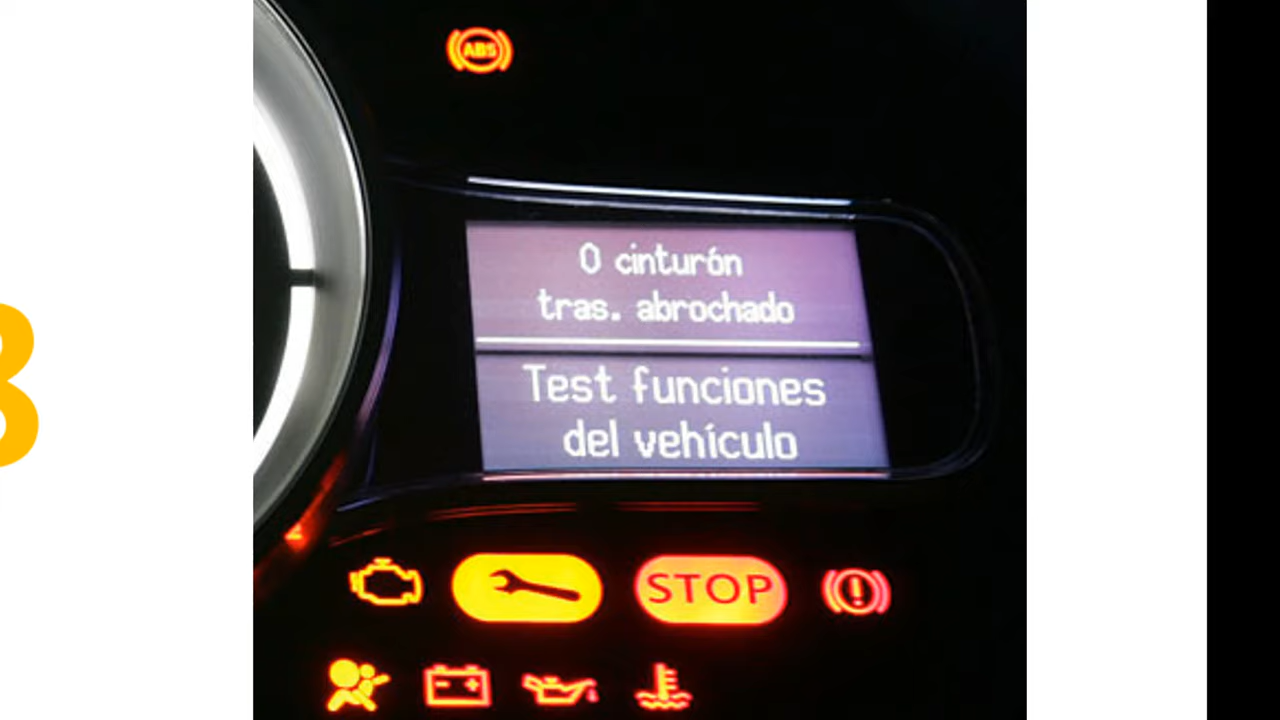 ABS
0 cinturón
tras. abrochado
Test funciones
del vehículo
STOP